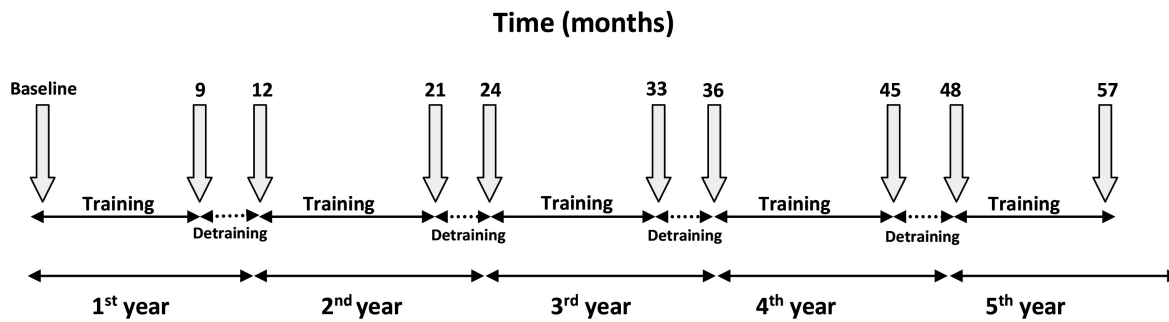 Time (months)
Baseline 9 12 21 24 33 36 45 48 57
Training Training Training Training Training
Detraining Detraining Detraining Detraining
1st year 2nd year 3rd year 4th year 5th year